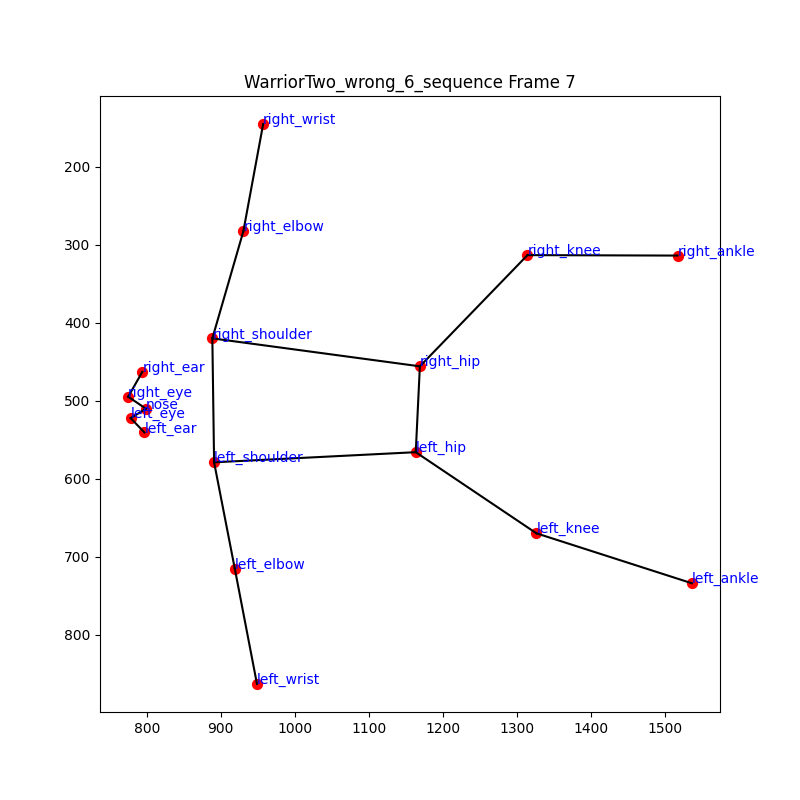 WarriorTwo_wrong_6_sequence Frame 7
right_wrist
right_elbow
right_knee
right_ankle
right_shoulder
right_hip
right_ear
right_eye
nose
left_eye
left_ear
left_hip
left_shoulder
left_knee
left_elbow
left_ankle
left_wrist
200
300
400
500
600
700
800
800 900 1000 1100 1200 1300 1400 1500